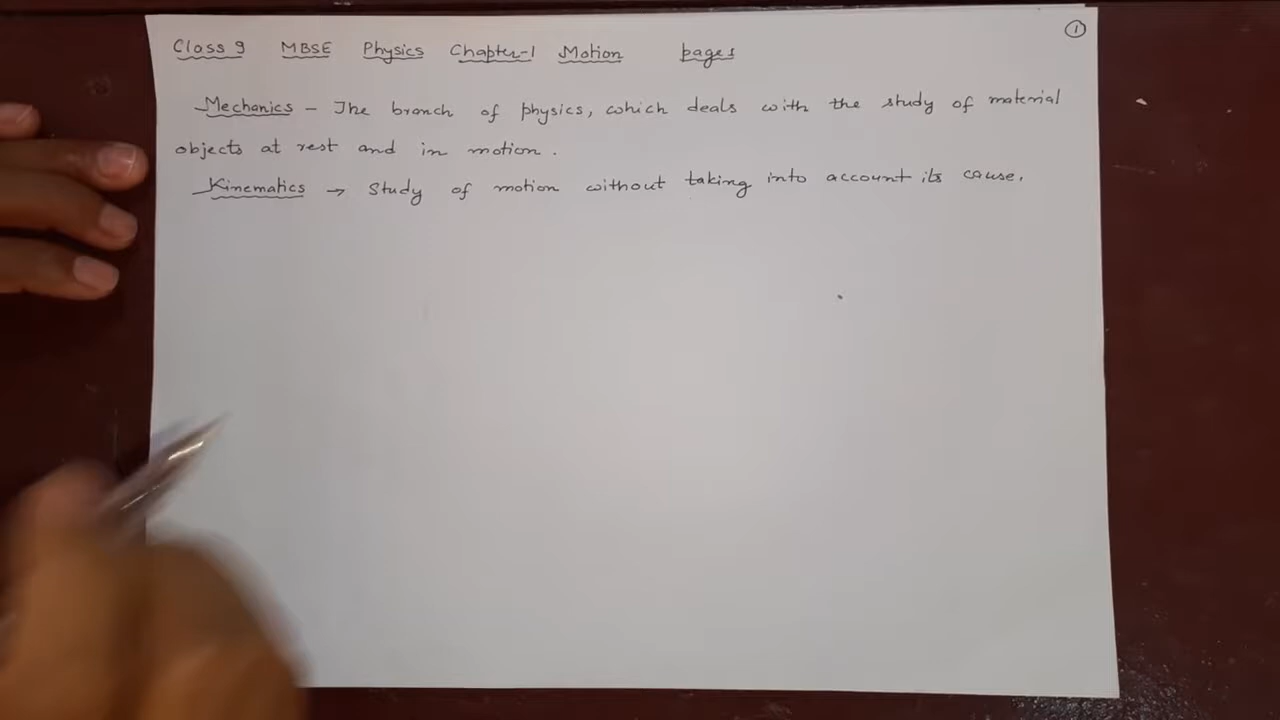 Class 9 MBSE Physics Chapter-1 Motion pages
①
Mechanics – The branch of physics, which deals with the study of material
objects at rest and in motion.
Kinematics → Study of motion without taking into account its cause.